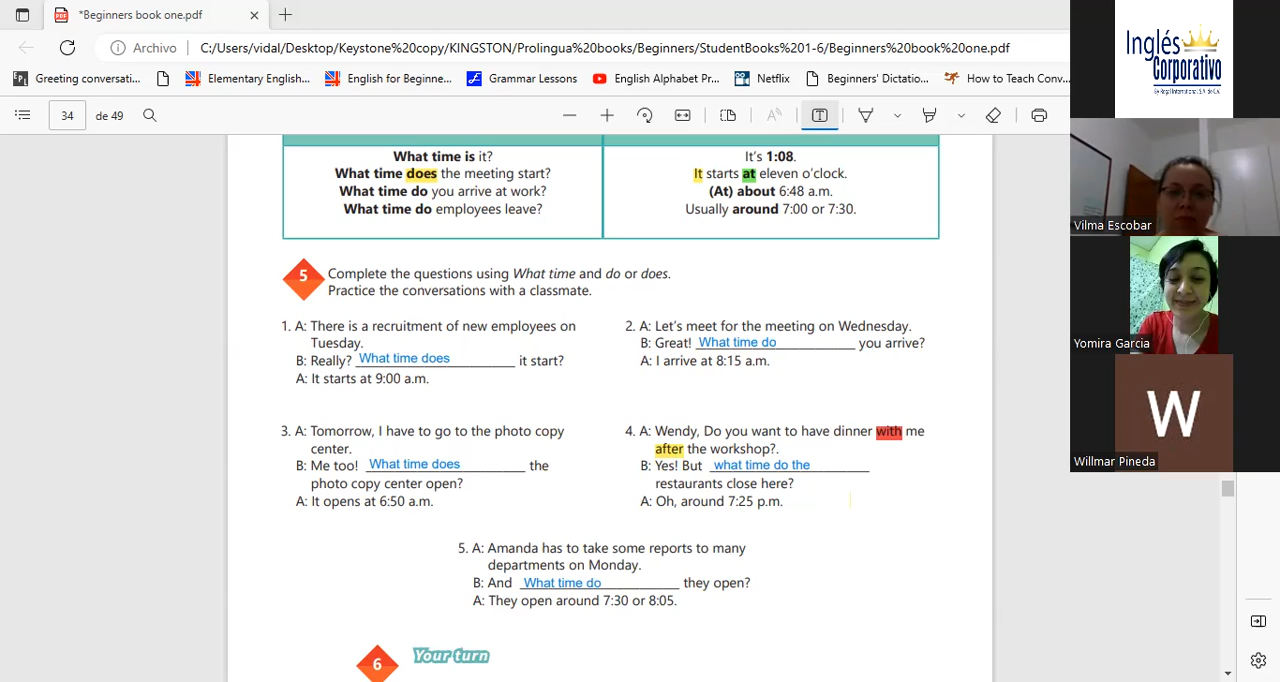 *Beginners book one.pdf
Archivo
C:/Users/vidal/Desktop/Keystone%20copy/KINGSTON/Prolingua%20books/Beginners/StudentBooks%201-6/Beginners%20book%20one.pdf
Greeting conversati...
Elementary English...
English for Beginne...
Grammar Lessons
English Alphabet Pr...
Netflix
Beginners' Dictatio...
How to Teach Conv...
34 de 49
What time is it?
What time does the meeting start?
What time do you arrive at work?
What time do employees leave?
It's 1:08.
It starts at eleven o'clock.
(At) about 6:48 a.m.
Usually around 7:00 or 7:30.
5
Complete the questions using What time and do or does.
Practice the conversations with a classmate.
1. A: There is a recruitment of new employees on
Tuesday.
B: Really? What time does it start?
A: It starts at 9:00 a.m.
2. A: Let's meet for the meeting on Wednesday.
B: Great! What time do you arrive?
A: I arrive at 8:15 a.m.
3. A: Tomorrow, I have to go to the photo copy
center.
B: Me too! What time does the
photo copy center open?
A: It opens at 6:50 a.m.
4. A: Wendy, Do you want to have dinner with me
after the workshop?.
B: Yes! But what time do the
restaurants close here?
A: Oh, around 7:25 p.m.
5. A: Amanda has to take some reports to many
departments on Monday.
B: And What time do they open?
A: They open around 7:30 or 8:05.
6
Your turn
Inglés
Corporativo
Vilma Escobar
Yomira Garcia
W
Willmar Pineda